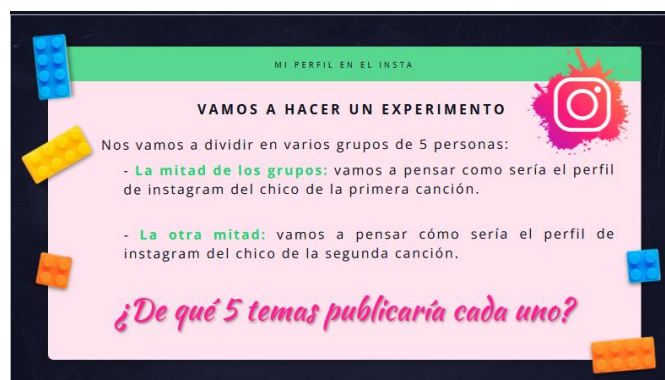 MI PERFIL EN EL INSTA
VAMOS A HACER UN EXPERIMENTO
Nos vamos a dividir en varios grupos de 5 personas:
- La mitad de los grupos: vamos a pensar como sería el perfil
de instagram del chico de la primera canción.
- La otra mitad: vamos a pensar cómo sería el perfil de
instagram del chico de la segunda canción.
¿De qué 5 temas publicaría cada uno?